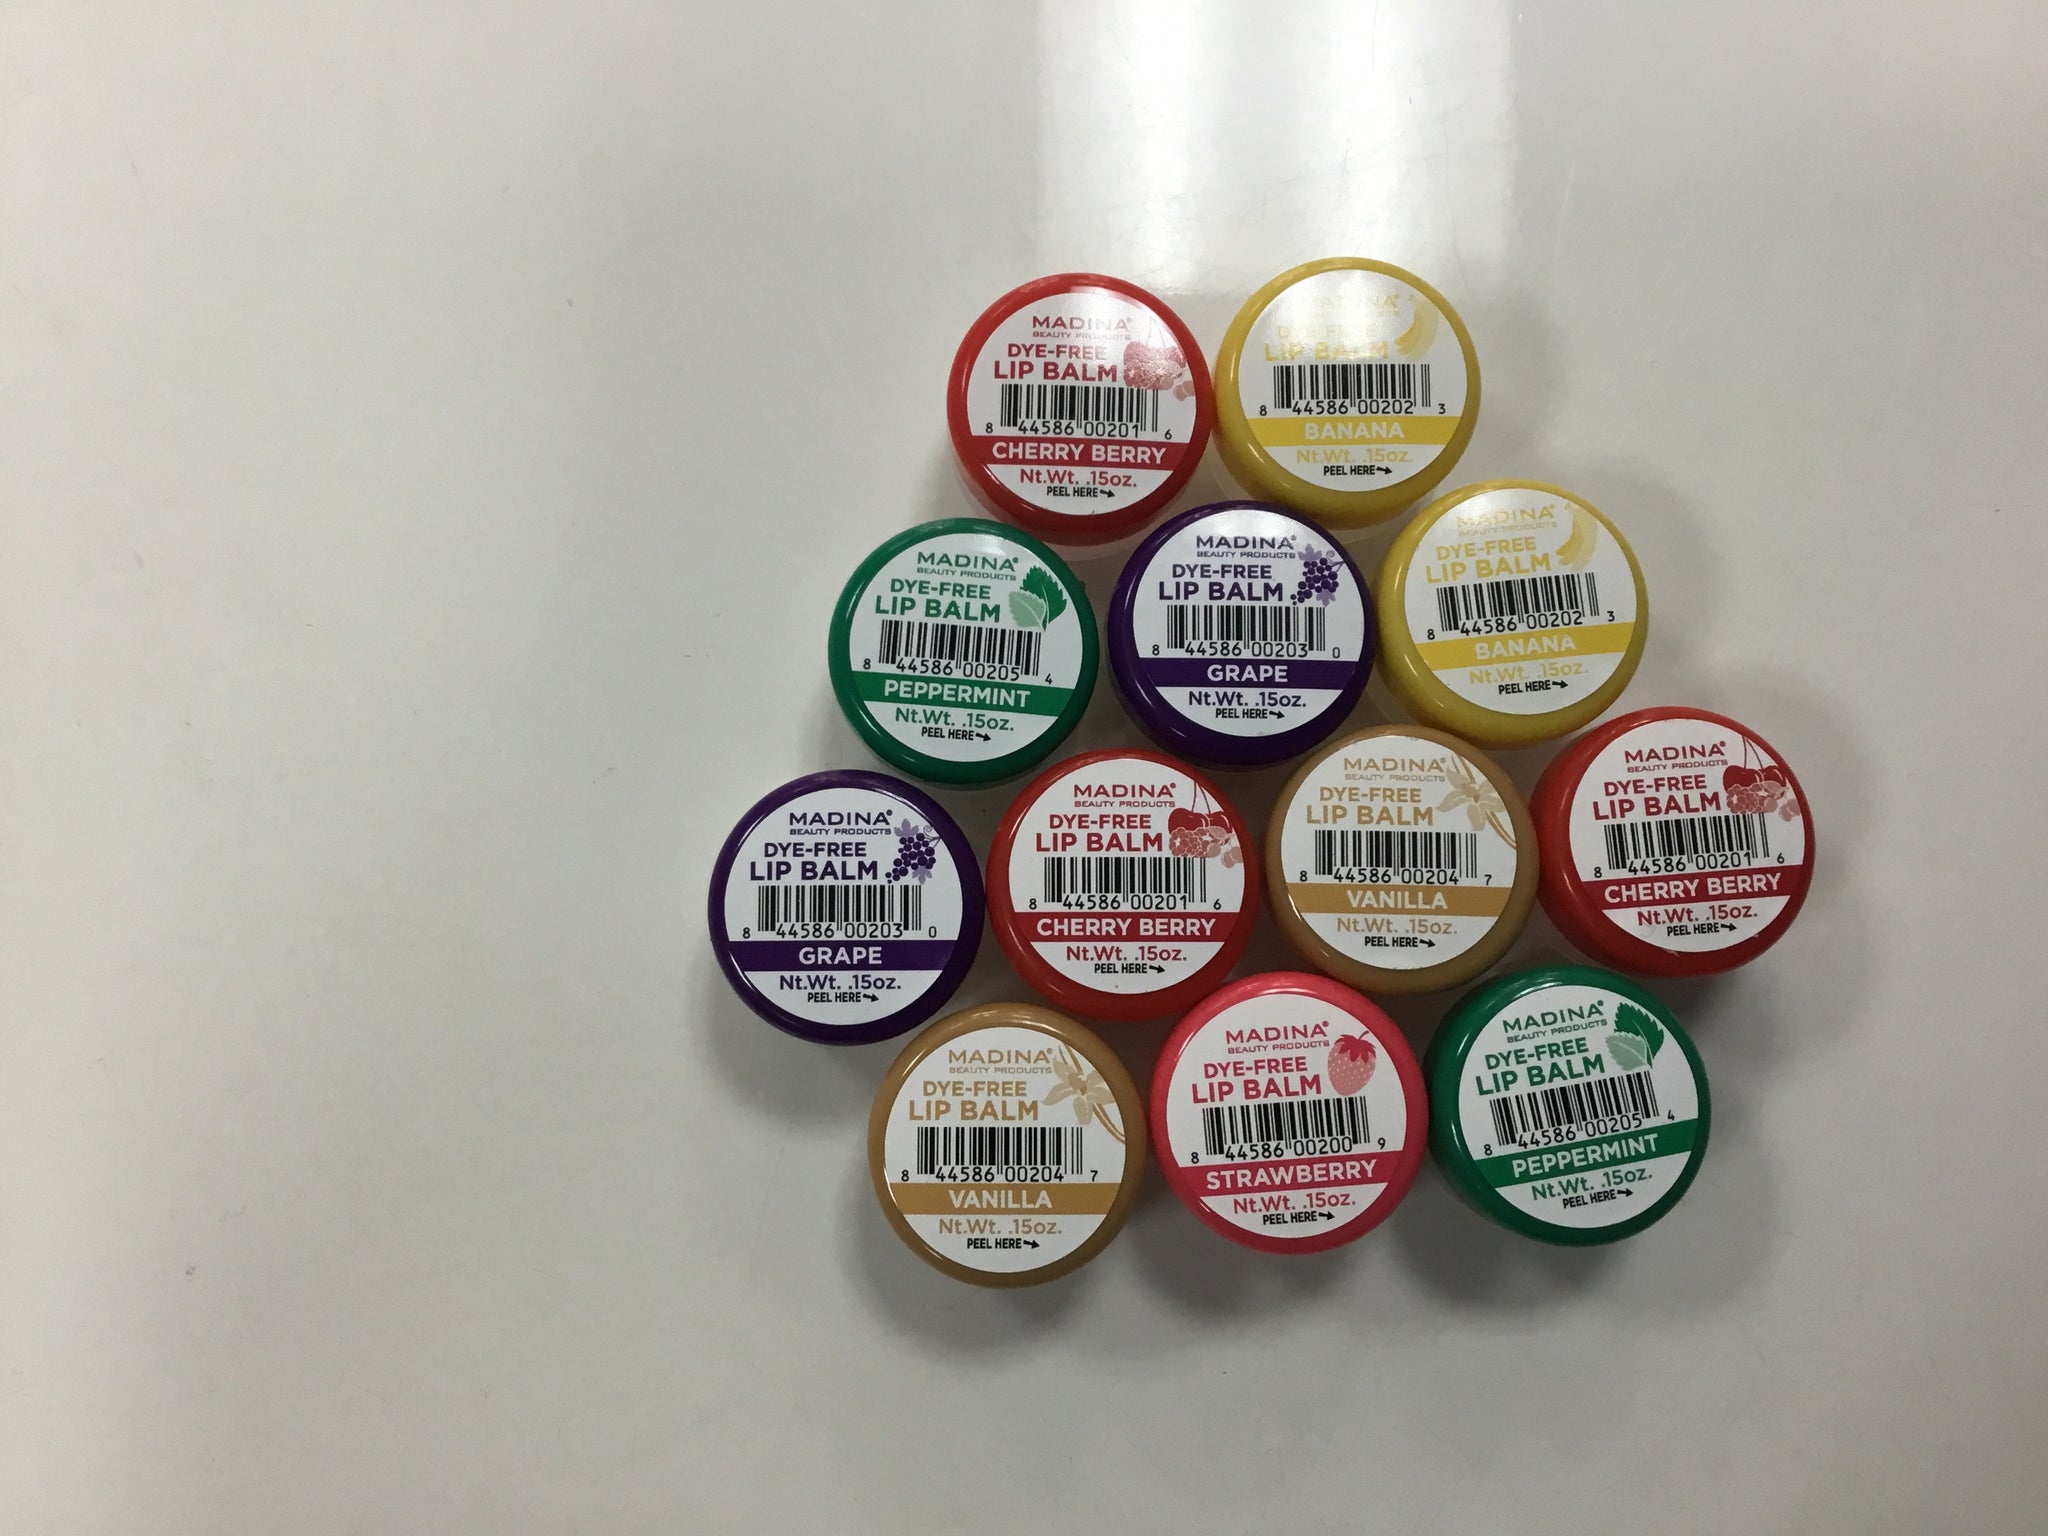 MADINA®
BEAUTY PRODUCTS
DYE-FREE
LIP BALM
8 44586 00201 6
CHERRY BERRY
Nt.Wt. .15oz.
PEEL HERE
MADINA
DYE-FREE
LIP BALM
8 44586 00202 3
BANANA
Nt.Wt. .15oz.
PEEL HERE
MADINA®
BEAUTY PRODUCTS
DYE-FREE
LIP BALM
8 44586 00205 4
PEPPERMINT
Nt.Wt. .15oz.
PEEL HERE
MADINA®
BEAUTY PRODUCTS
DYE-FREE
LIP BALM
8 44586 00203 0
GRAPE
Nt.Wt. .15oz.
PEEL HERE
MADINA®
BEAUTY PRODUCTS
DYE-FREE
LIP BALM
8 44586 00202 3
BANANA
Nt.Wt. .15oz.
PEEL HERE
MADINA®
BEAUTY PRODUCTS
DYE-FREE
LIP BALM
8 44586 00203 0
GRAPE
Nt.Wt. .15oz.
PEEL HERE
MADINA®
BEAUTY PRODUCTS
DYE-FREE
LIP BALM
8 44586 00201 6
CHERRY BERRY
Nt.Wt. .15oz.
PEEL HERE
MADINA®
BEAUTY PRODUCTS
DYE-FREE
LIP BALM
8 44586 00204 7
VANILLA
Nt.Wt. .15oz.
PEEL HERE
MADINA®
BEAUTY PRODUCTS
DYE-FREE
LIP BALM
8 44586 00201 6
CHERRY BERRY
Nt.Wt. .15oz.
PEEL HERE
MADINA®
BEAUTY PRODUCTS
DYE-FREE
LIP BALM
8 44586 00204 7
VANILLA
Nt.Wt. .15oz.
PEEL HERE
MADINA®
BEAUTY PRODUCTS
DYE-FREE
LIP BALM
8 44586 00200 9
STRAWBERRY
Nt.Wt. .15oz.
PEEL HERE
MADINA®
BEAUTY PRODUCTS
DYE-FREE
LIP BALM
8 44586 00205 4
PEPPERMINT
Nt.Wt. .15oz.
PEEL HERE